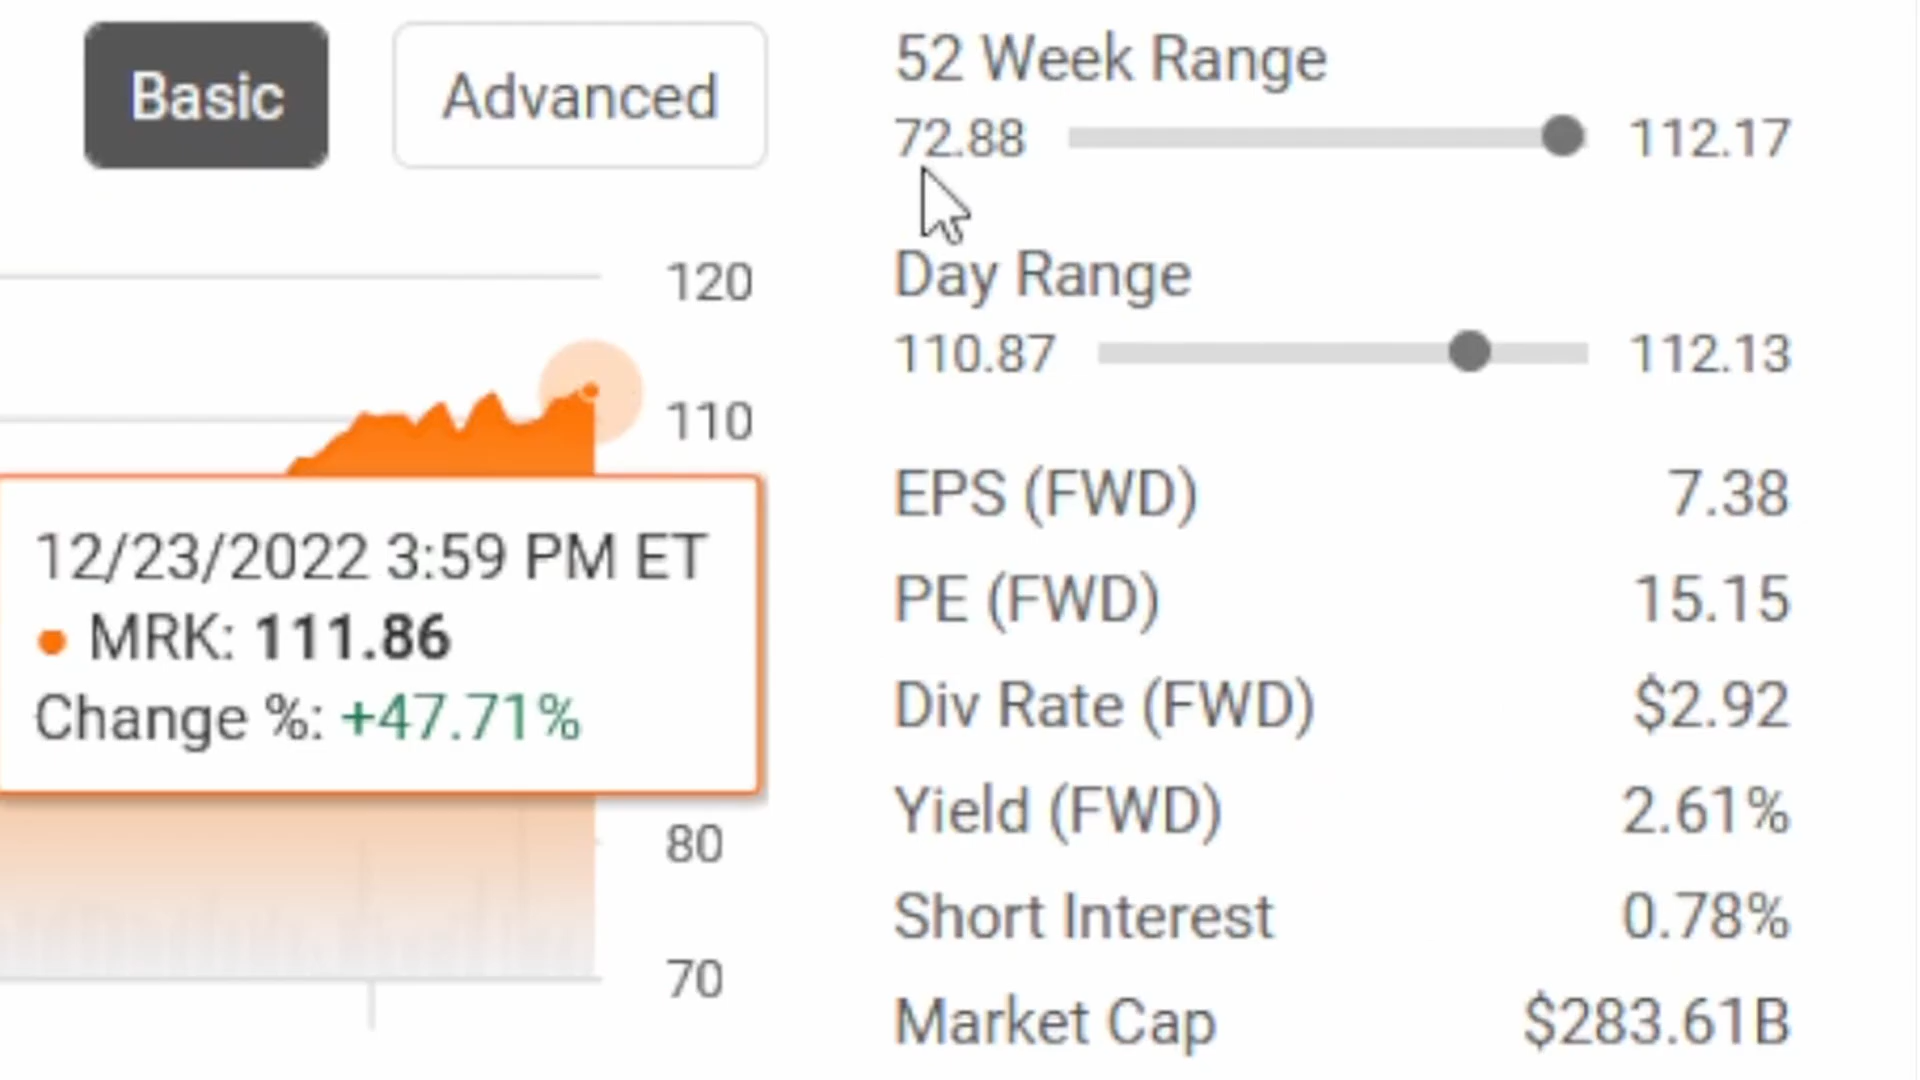 Basic
Advanced
120
110
12/23/2022 3:59 PM ET
MRK: 111.86
Change %: +47.71%
80
70
52 Week Range
72.88 112.17
Day Range
110.87 112.13
EPS (FWD) 7.38
PE (FWD) 15.15
Div Rate (FWD) $2.92
Yield (FWD) 2.61%
Short Interest 0.78%
Market Cap $283.61B